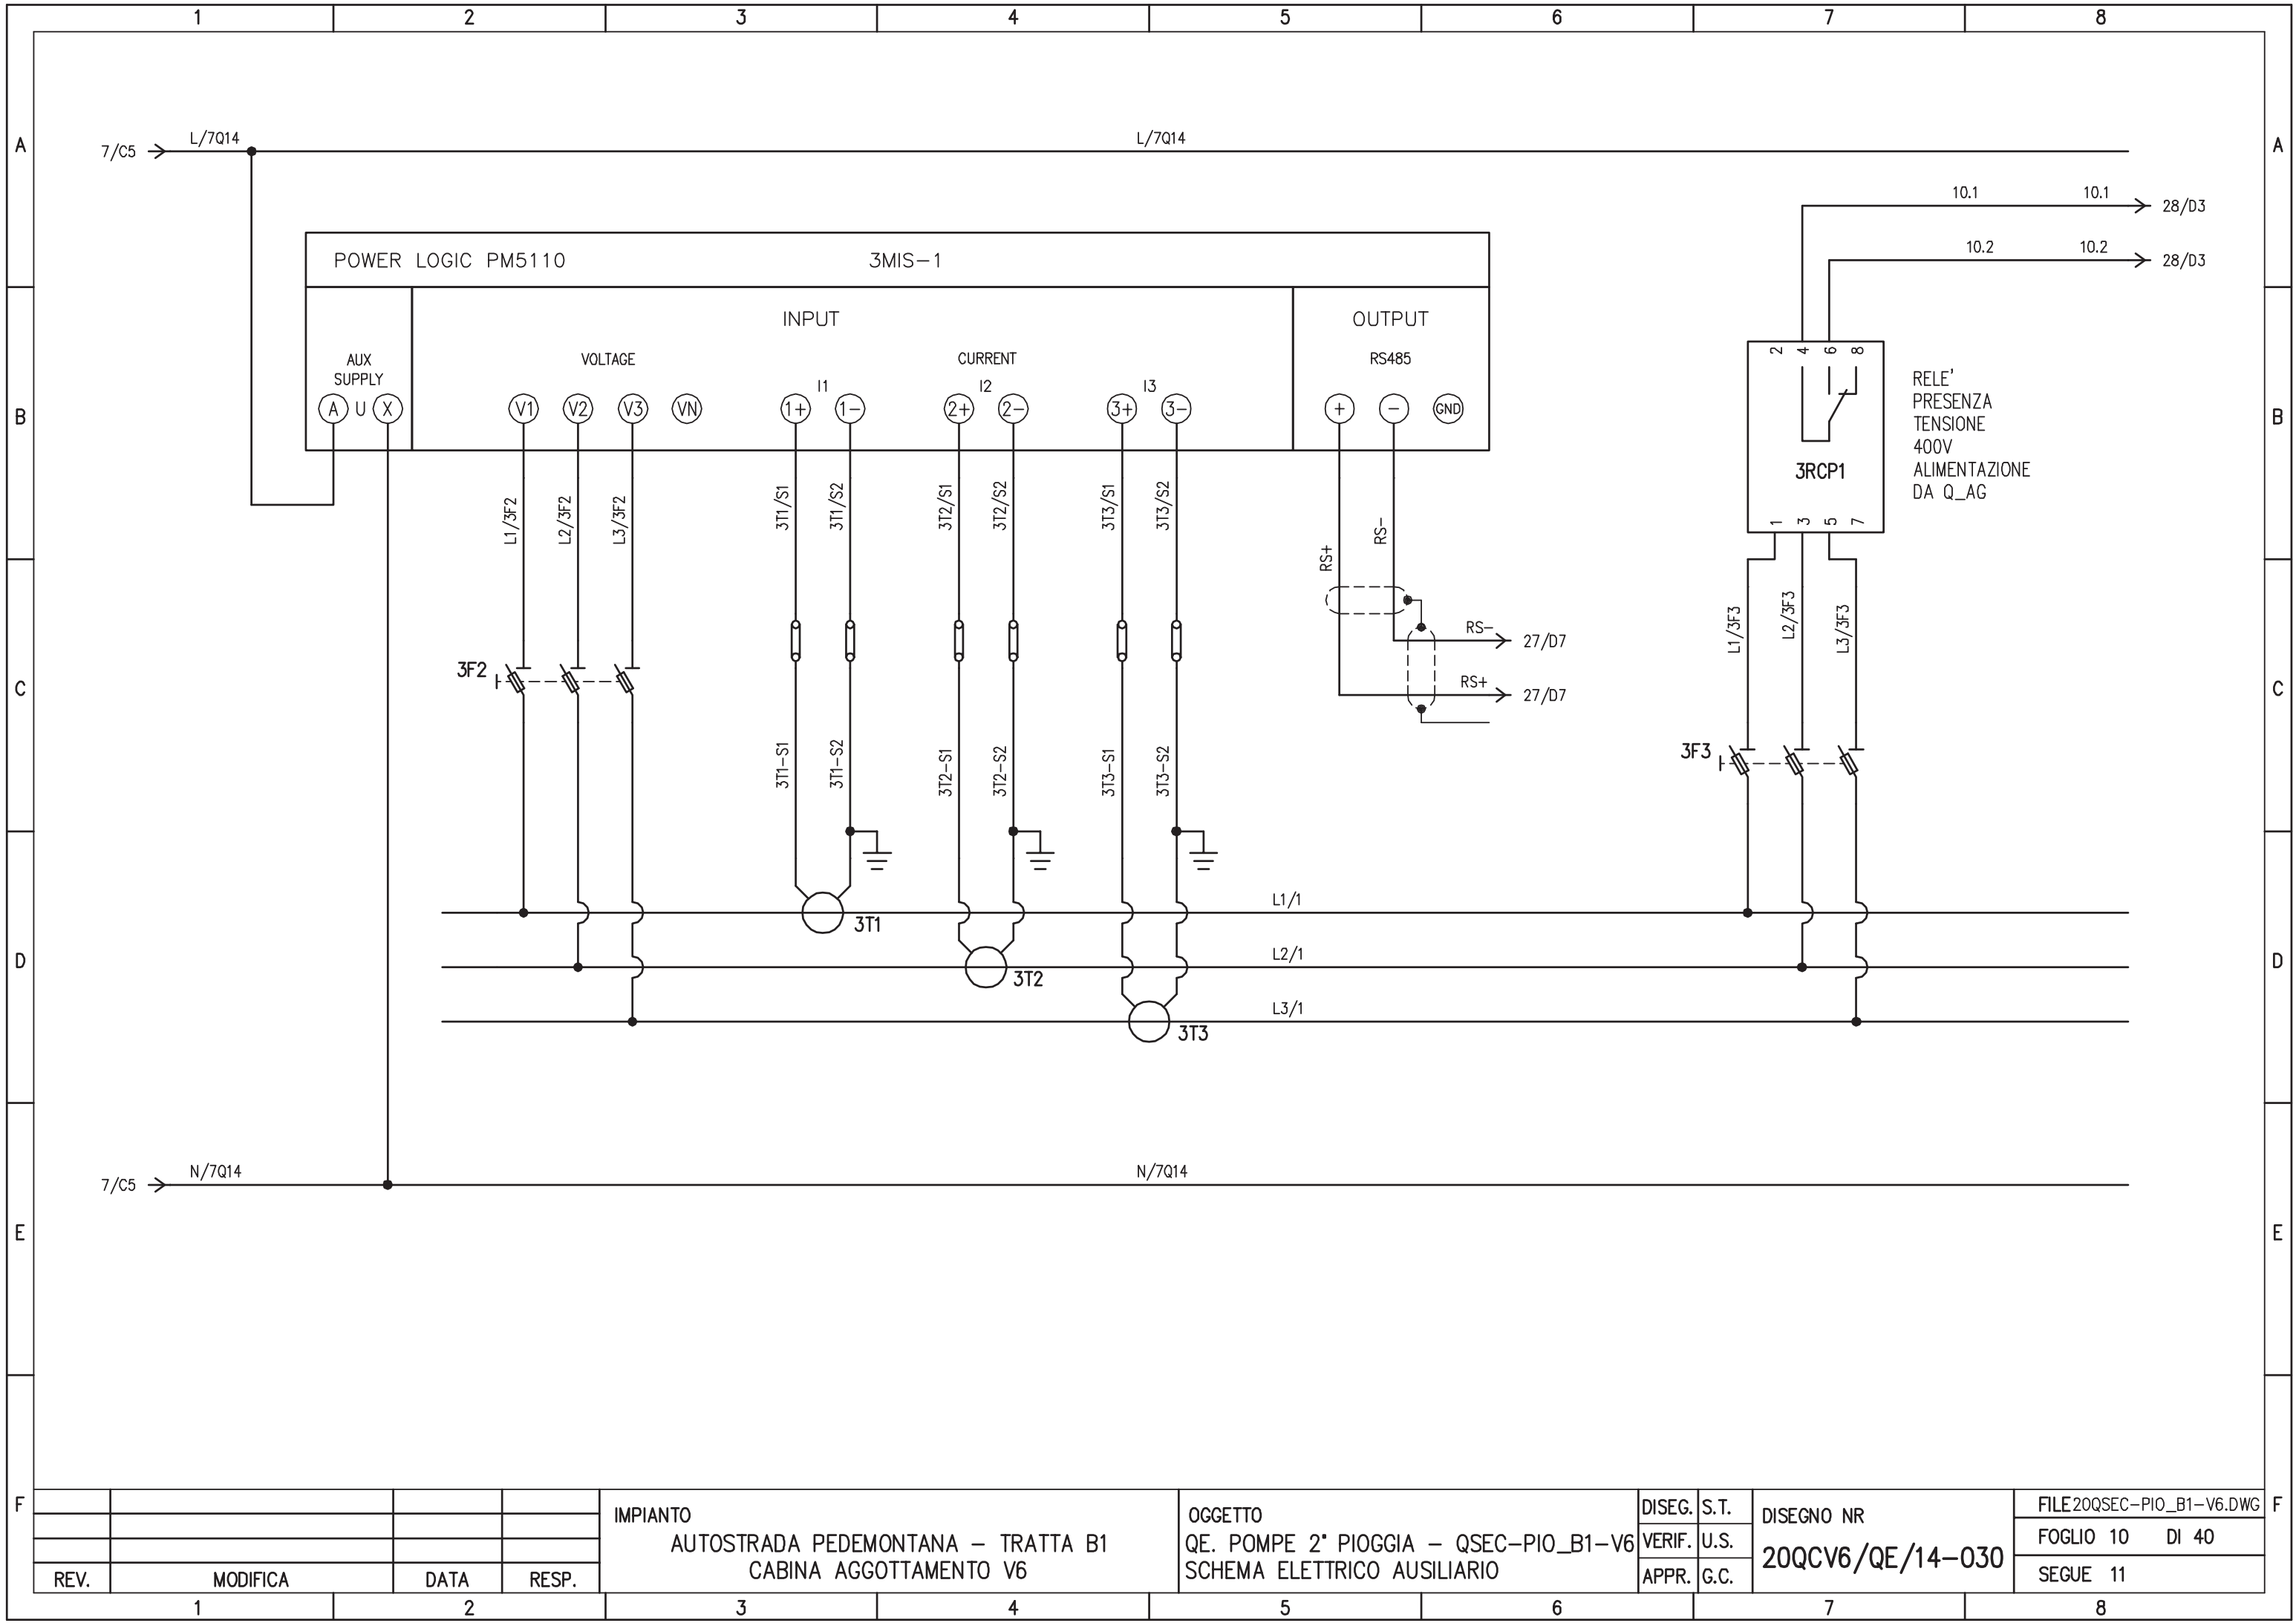 1 2 3 4 5 6 7 8
A A
L/7Q14 L/7Q14
7/C5
10.1 10.1
28/D3
10.2 10.2
28/D3
POWER LOGIC PM5110 3MIS-1
INPUT OUTPUT
AUX
SUPPLY
VOLTAGE CURRENT RS485
I1 I2 I3
A U X V1 V2 V3 VN 1+ 1- 2+ 2- 3+ 3- + - GND
B B
2 4 6 8
3RCP1
1 3 5 7
RELE'
PRESENZA
TENSIONE
400V
ALIMENTAZIONE
DA Q_AG
L1/3F2 L2/3F2 L3/3F2 3T1/S1 3T1/S2 3T2/S1 3T2/S2 3T3/S1 3T3/S2 RS+ RS-
L1/3F3 L2/3F3 L3/3F3
RS- 27/D7
RS+ 27/D7
3F2
C C
3F3
3T1-S1 3T1-S2 3T2-S1 3T2-S2 3T3-S1 3T3-S2
L1/1
3T1
L2/1
D D
3T2
L3/1
3T3
N/7Q14 N/7Q14
7/C5
E E
F F
REV. MODIFICA DATA RESP.
IMPIANTO
AUTOSTRADA PEDEMONTANA - TRATTA B1
CABINA AGGOTTAMENTO V6
OGGETTO
QE. POMPE 2° PIOGGIA - QSEC-PIO_B1-V6
SCHEMA ELETTRICO AUSILIARIO
DISEG. S.T.
VERIF. U.S.
APPR. G.C.
DISEGNO NR
20QCV6/QE/14-030
FILE 20QSEC-PIO_B1-V6.DWG
FOGLIO 10 DI 40
SEGUE 11
1 2 3 4 5 6 7 8